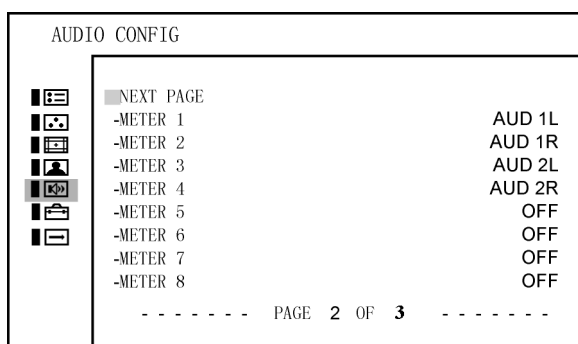 AUDIO CONFIG
NEXT PAGE
-METER 1 AUD 1L
-METER 2 AUD 1R
-METER 3 AUD 2L
-METER 4 AUD 2R
-METER 5 OFF
-METER 6 OFF
-METER 7 OFF
-METER 8 OFF
- - - - - - - PAGE 2 OF 3 - - - - - - -